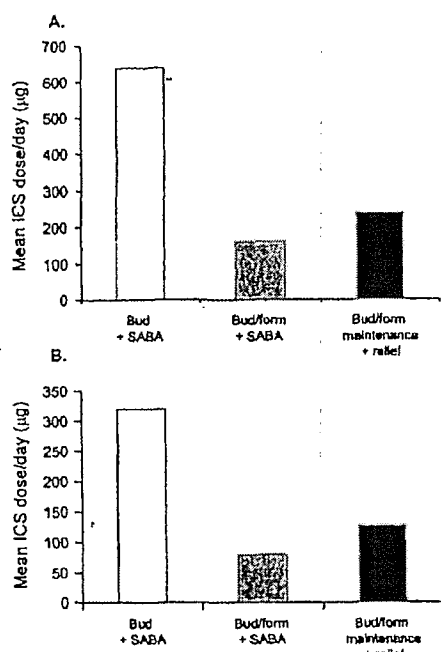 A.
Mean ICS dose/day (µg)
700
600
500
400
300
200
100
0
Bud
+ SABA
Bud/form
+ SABA
Bud/form
maintenance
+ relief
B.
Mean ICS dose/day (µg)
350
300
250
200
150
100
50
0
Bud
+ SABA
Bud/form
+ SABA
Bud/form
maintenance